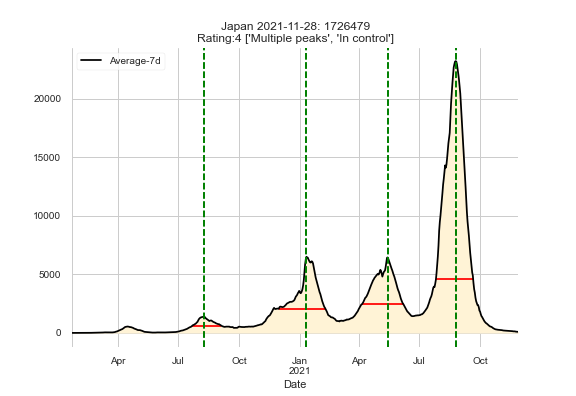 Japan 2021-11-28: 1726479
Rating:4 ['Multiple peaks', 'In control']
Average-7d
20000
15000
10000
5000
0
Apr Jul Oct Jan Apr Jul Oct
2021
Date